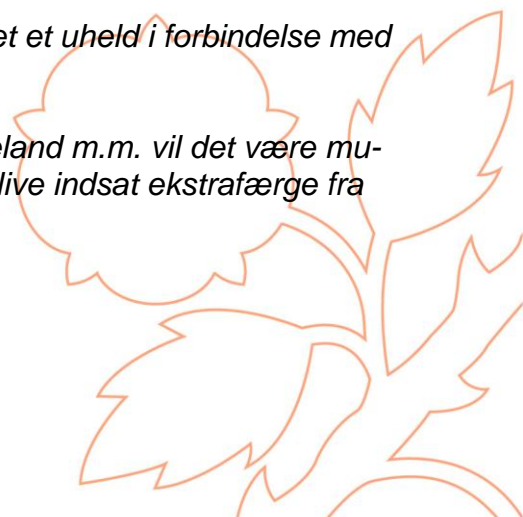 et et uheld i forbindelse med
eland m.m. vil det være mu-
live indsat ekstrafærge fra